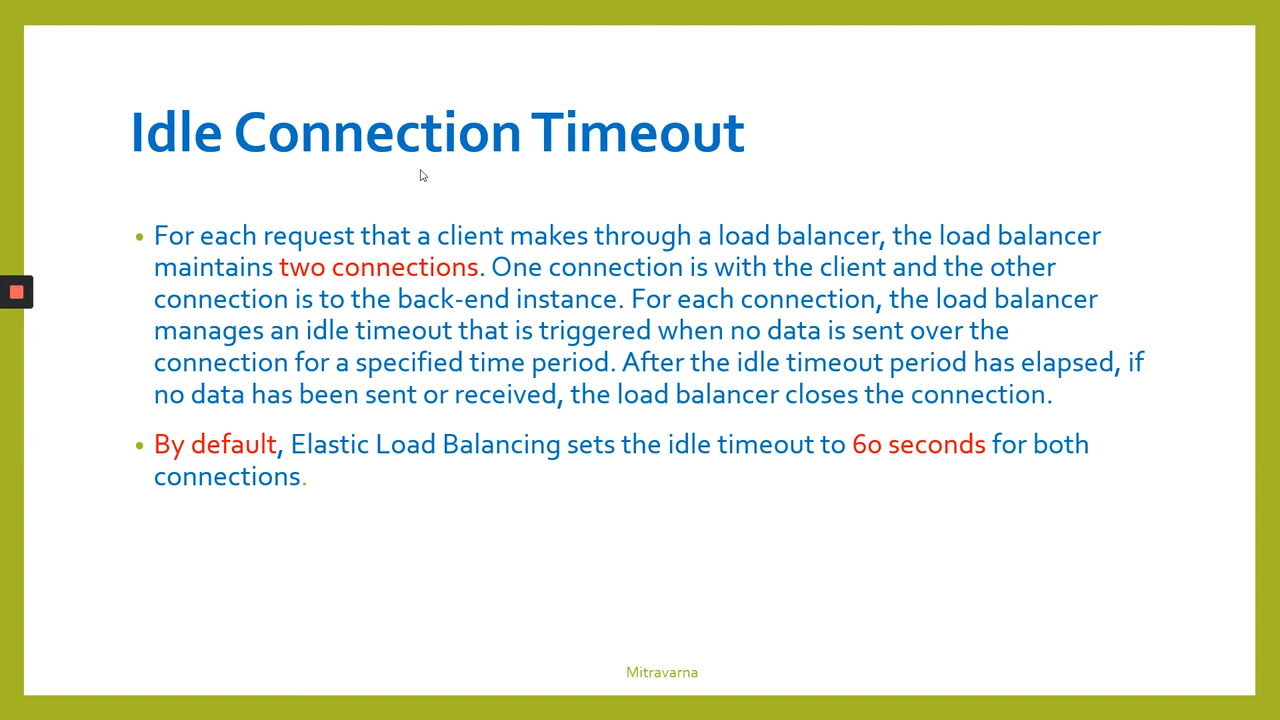 Idle Connection Timeout
• For each request that a client makes through a load balancer, the load balancer
maintains two connections. One connection is with the client and the other
connection is to the back-end instance. For each connection, the load balancer
manages an idle timeout that is triggered when no data is sent over the
connection for a specified time period. After the idle timeout period has elapsed, if
no data has been sent or received, the load balancer closes the connection.
• By default, Elastic Load Balancing sets the idle timeout to 60 seconds for both
connections.
Mitravarna